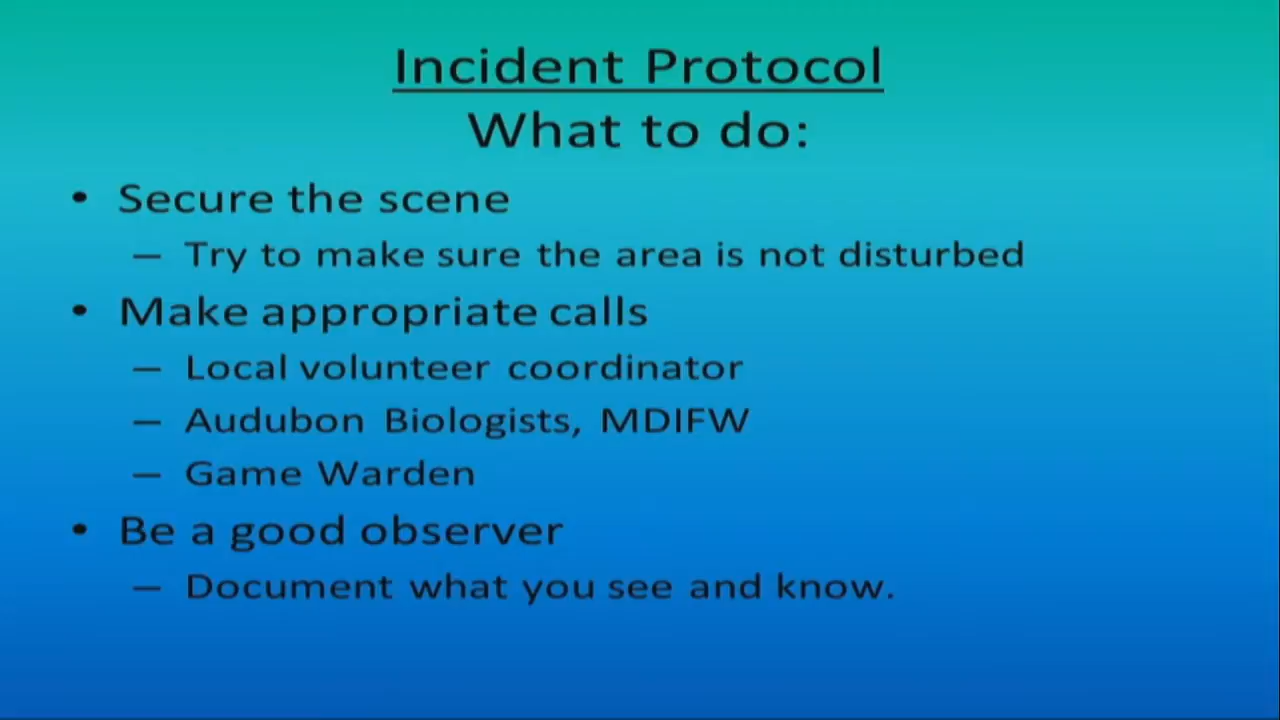 Incident Protocol
What to do:
• Secure the scene
– Try to make sure the area is not disturbed
• Make appropriate calls
– Local volunteer coordinator
– Audubon Biologists, MDIFW
– Game Warden
• Be a good observer
– Document what you see and know.